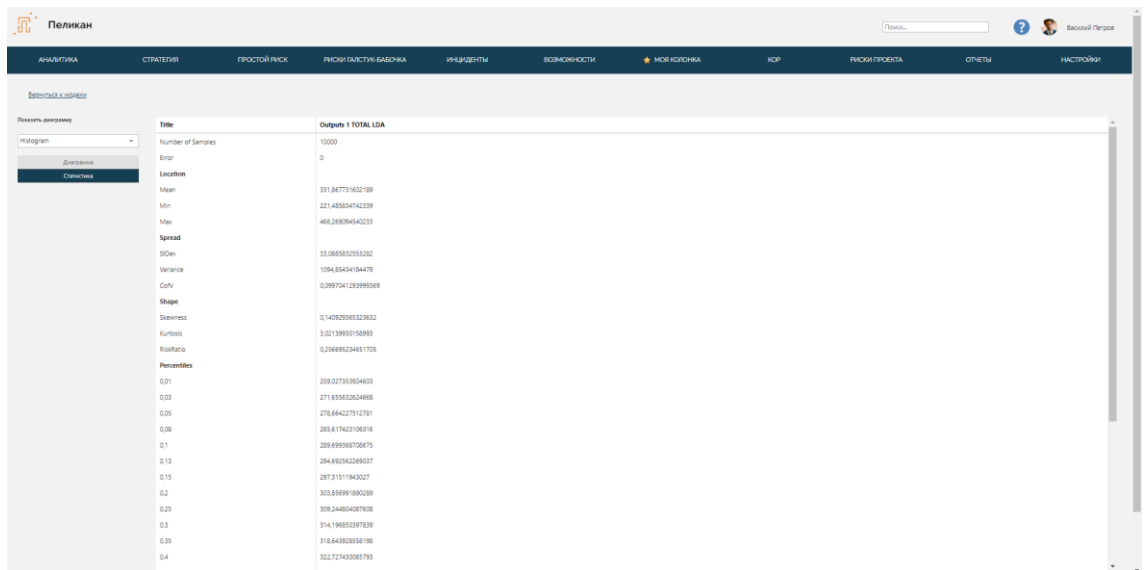 Пеликан
Поиск...
?
Василий Петров
АНАЛИТИКА СТРАТЕГИЯ ПРОСТОЙ РИСК РИСКИ ГАЛСТУК-БАБОЧКА ИНЦИДЕНТЫ ВОЗМОЖНОСТИ МОЯ КОЛОНКА КОР РИСКИ ПРОЕКТА ОТЧЕТЫ НАСТРОЙКИ
Вернуться к модели
Показать диаграмму
Histogram
Диаграмма
Статистика
Title Outputs 1 TOTAL LDA
Number of Samples 10000
Error 0
Location
Mean 331,867731602189
Min 221,485834742339
Max 466,269094540233
Spread
StDev 33,0885832553282
Variance 1094,85434184479
CofV 0,0997041293999369
Shape
Skewness 0,140929365323632
Kurtosis 3,02139930158993
RiskRatio 0,256695234651705
Percentiles
0,01 259,027353924603
0,03 271,655632624668
0,05 278,664227512781
0,08 285,617423106016
0,1 289,699368708675
0,13 294,692562269037
0,15 297,31511943027
0,2 303,856991890289
0,25 309,244804087608
0,3 314,196850397839
0,35 318,643928558198
0,4 322,727430085793